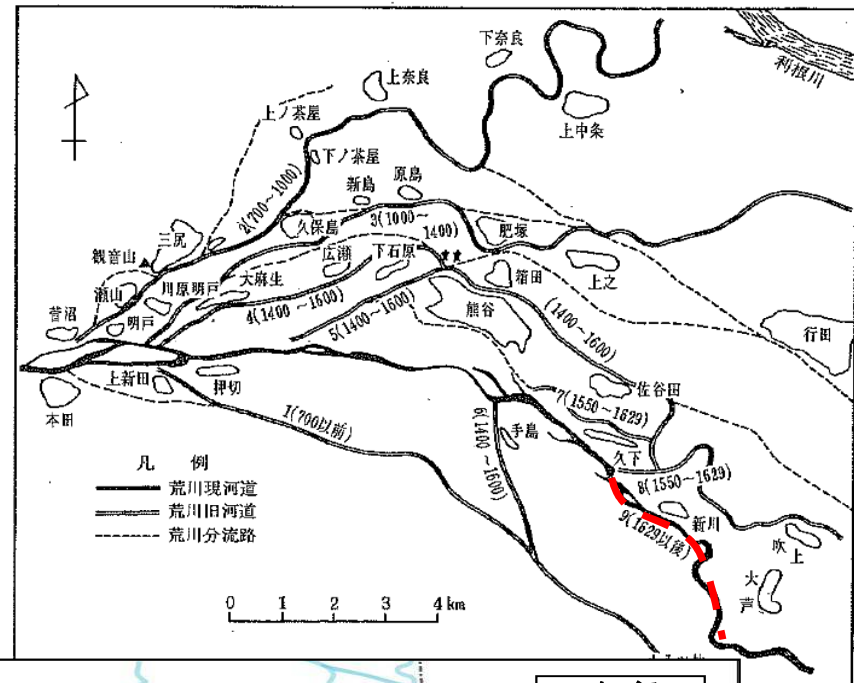 下奈良
利根川
上奈良
上ノ茶屋
上中条
下ノ茶屋
2(700~1000)
新島
原島
三尻
久保島
3(1000~1400)
肥塚
観音山
広瀬
下石原
上之
瀬山
川原明戸
大麻生
箱田
菅沼
明戸
4(1400~1600)
5(1400~1600)
熊谷
(1400~1600)
行田
上新田
押切
佐谷田
本田
1(700以前)
6(1400~1600)
手島
7(1550~1629)
久下
8(1550~1629)
凡例
荒川現河道
荒川旧河道
荒川分流路
新川
9(1629以後)
吹上
大芦
0 1 2 3 4 km